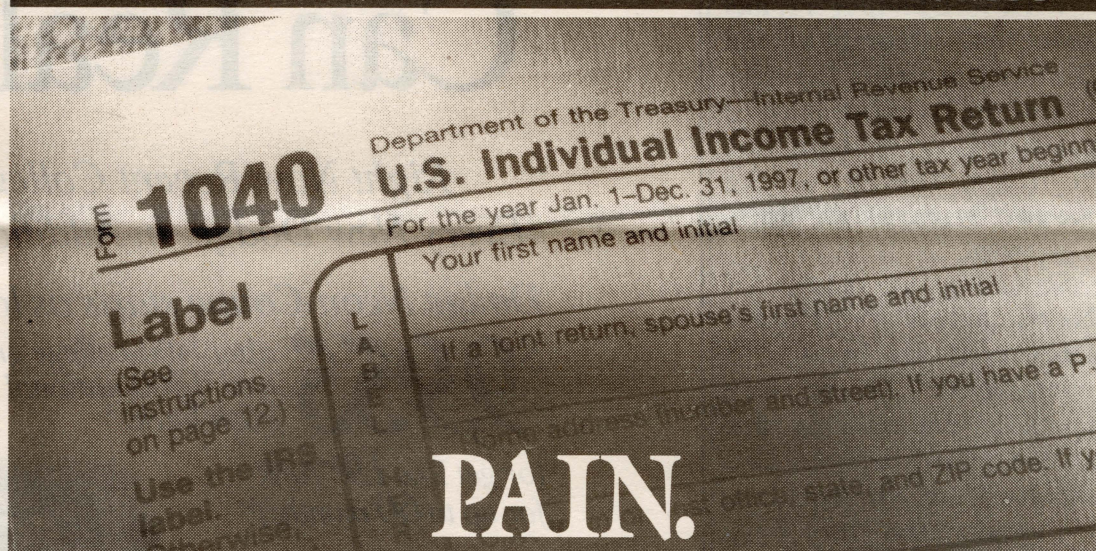 Department of the Treasury—Internal Revenue Service
Form 1040 U.S. Individual Income Tax Return
For the year Jan. 1–Dec. 31, 1997, or other tax year beginn
Your first name and initial
Label
(See
instructions
on page 12.)
Use the IRS
label.
Otherwise,
L
A
B
E
L
H
E
R
If a joint return, spouse's first name and initial
Home address (number and street). If you have a P.
office, state, and ZIP code. If y
PAIN.